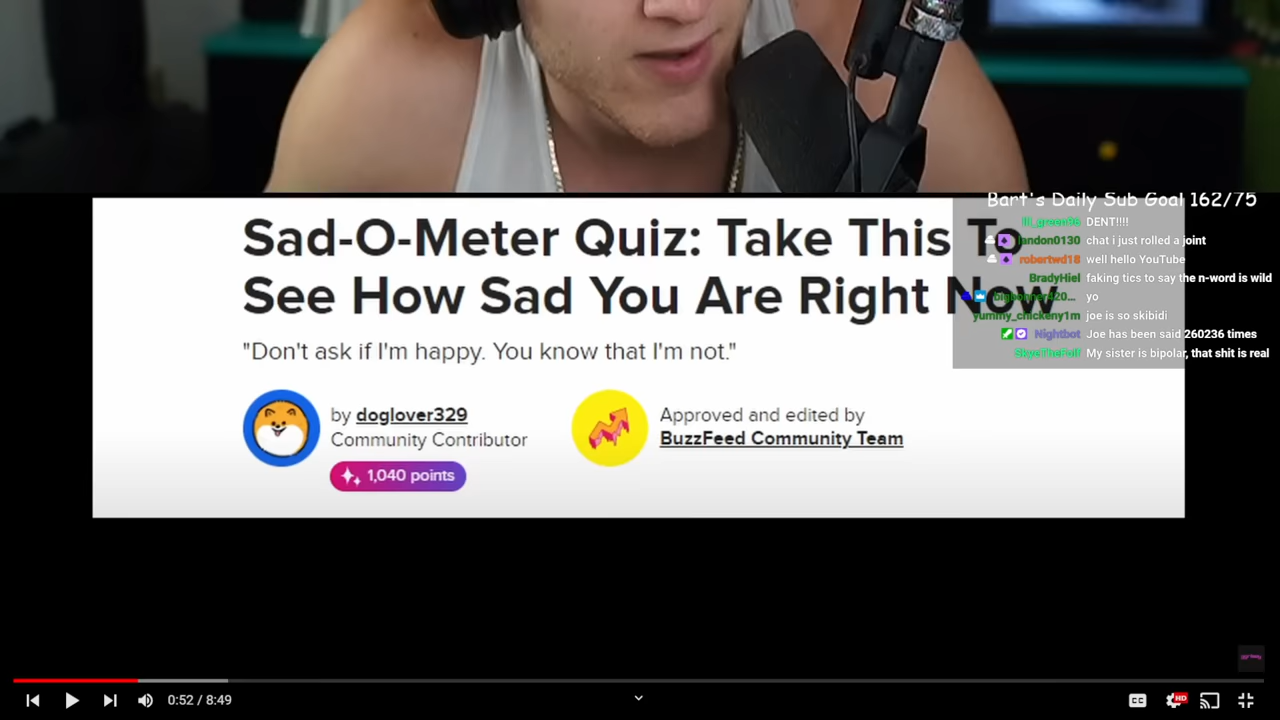 Bart's Daily Sub Goal 162/75
Sad-O-Meter Quiz: Take This To
See How Sad You Are Right Now
"Don't ask if I'm happy. You know that I'm not."
by doglover329
Community Contributor
1,040 points
Approved and edited by
BuzzFeed Community Team
DENT!!!!
landon0130 chat i just rolled a joint
robertwd18 well hello YouTube
BradyHiel faking tics to say the n-word is wild
yo
yummy_chickeny1m joe is so skibidi
Nightbot Joe has been said 260236 times
My sister is bipolar, that shit is real
0:52 / 8:49
CC
HD